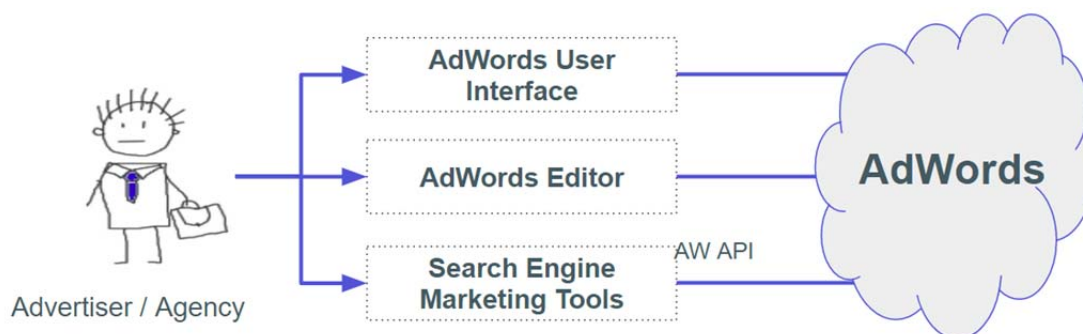 AdWords User
Interface
AdWords Editor
AdWords
Search Engine
Marketing Tools
AW API
Advertiser / Agency